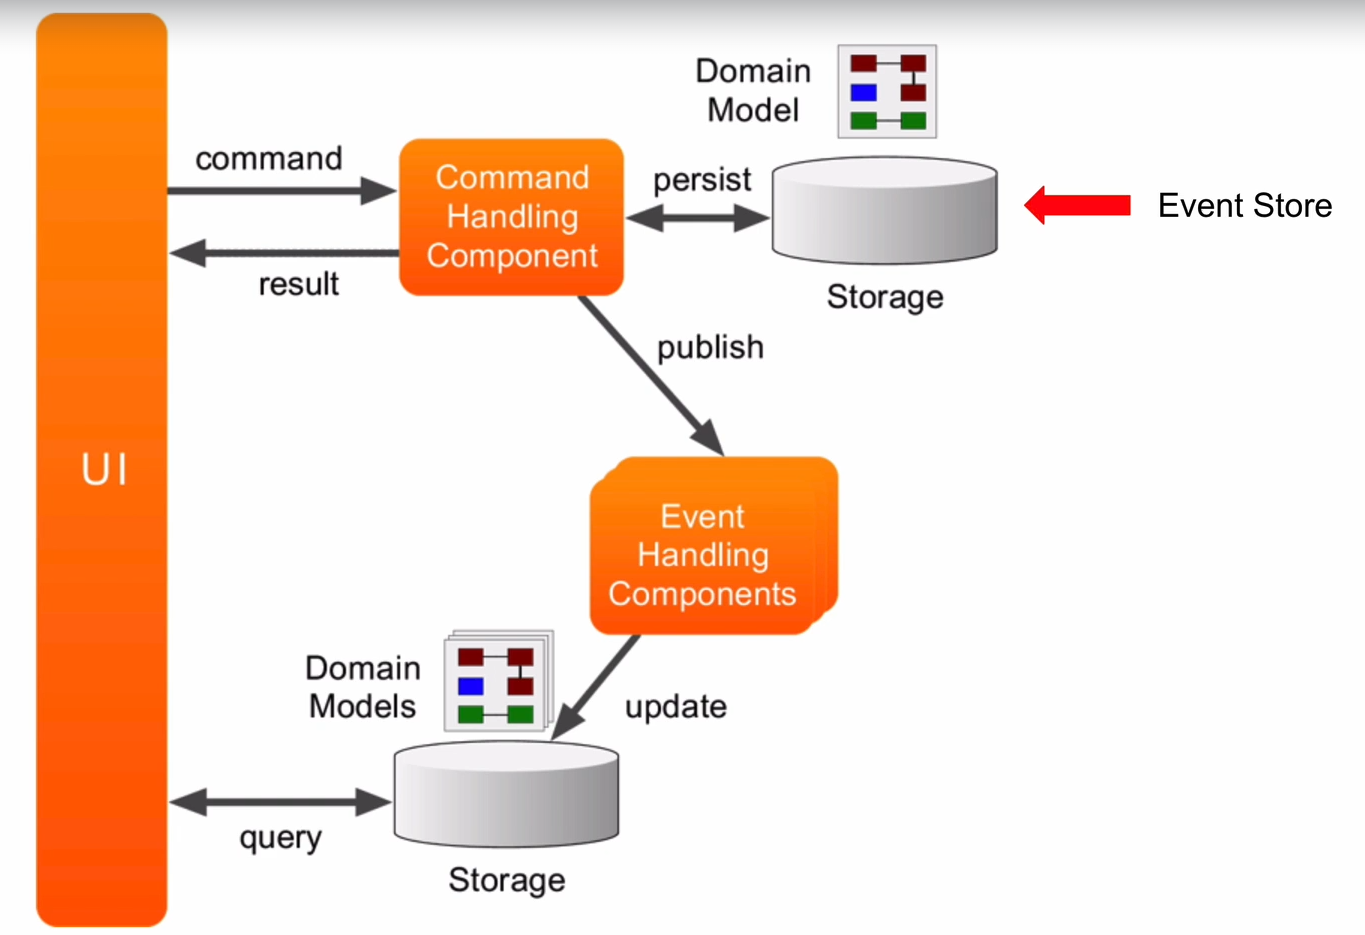 UI
command
result
Command
Handling
Component
persist
Domain
Model
Storage
Event Store
publish
Event
Handling
Components
update
Domain
Models
query
Storage